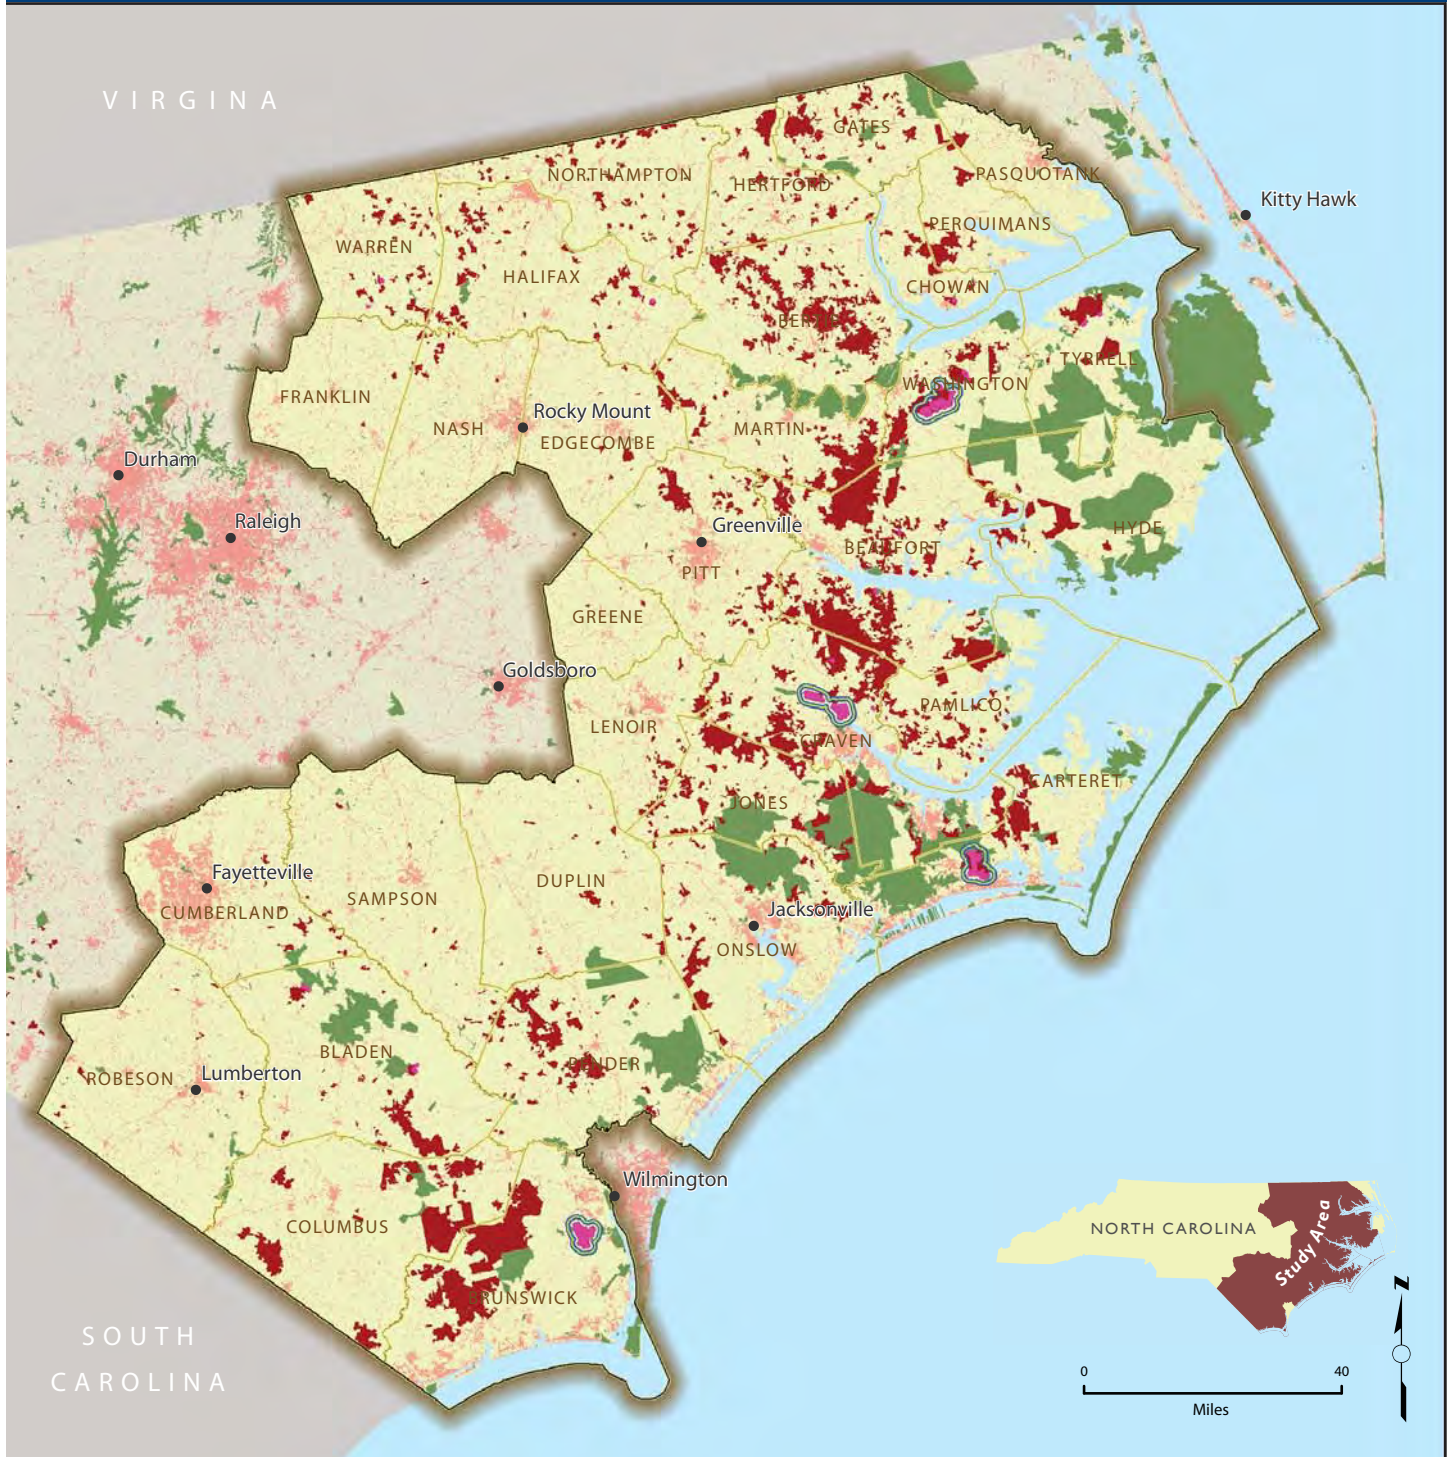 VIRGINA
GATES
PASQUOTANK
NORTHAMPTON
HERTFORD
Kitty Hawk
PERQUIMANS
WARREN
HALIFAX
CHOWAN
BERTIE
TYRRELL
WASHINGTON
FRANKLIN
Rocky Mount
NASH
EDGECOMBE
MARTIN
Durham
Raleigh
Greenville
HYDE
BEAUFORT
PITT
GREENE
Goldsboro
LENOIR
PAMLICO
CRAVEN
CARTERET
JONES
Fayetteville
DUPLIN
SAMPSON
CUMBERLAND
Jacksonville
ONSLOW
BLADEN
PENDER
ROBESON
Lumberton
Wilmington
COLUMBUS
NORTH CAROLINA
Study Area
BRUNSWICK
SOUTH
CAROLINA
Z
0 40
Miles